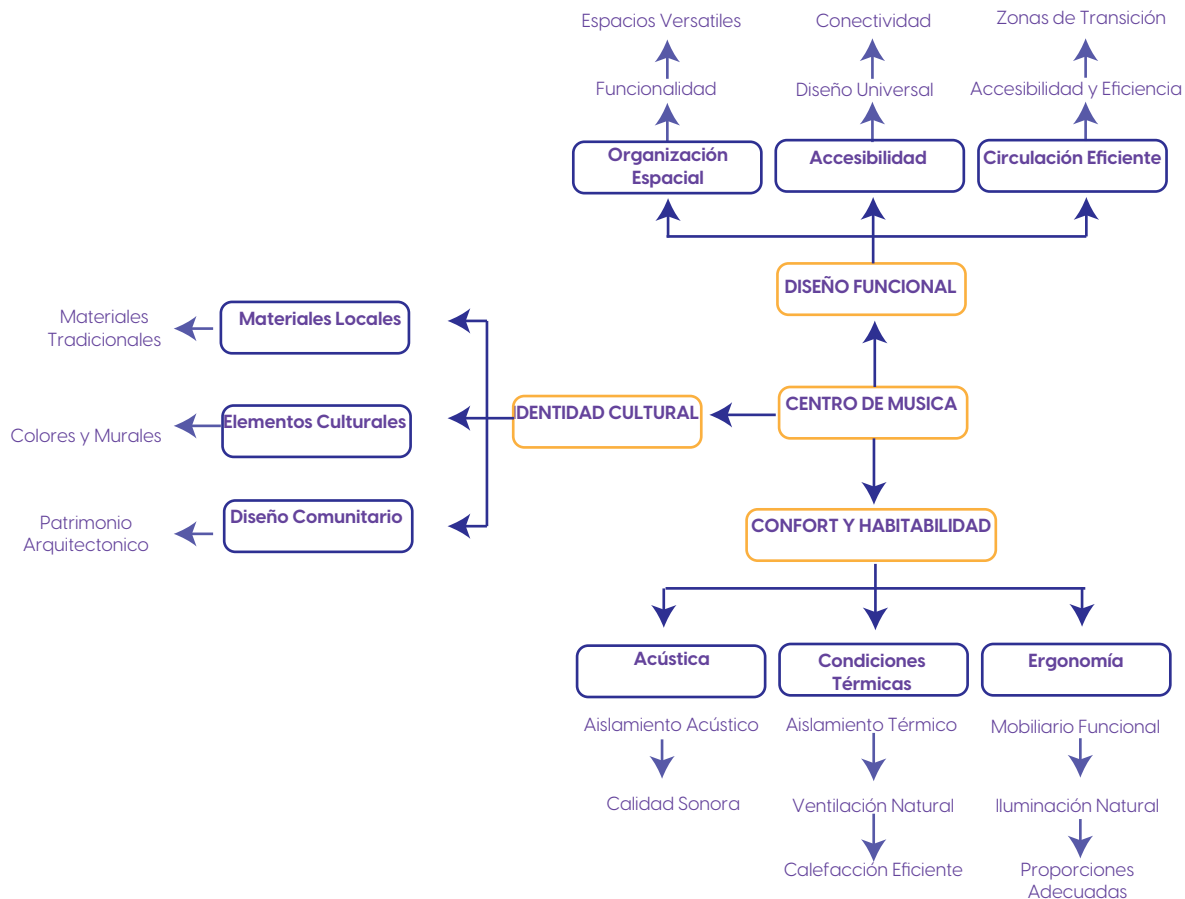 Espacios Versatiles
Conectividad
Zonas de Transición
Funcionalidad
Diseño Universal
Accesibilidad y Eficiencia
Organización
Espacial
Accesibilidad
Circulación Eficiente
DISEÑO FUNCIONAL
Materiales
Tradicionales
Materiales Locales
Colores y Murales
Elementos Culturales
IDENTIDAD CULTURAL
CENTRO DE MUSICA
Patrimonio
Arquitectonico
Diseño Comunitario
CONFORT Y HABITABILIDAD
Acústica
Condiciones
Térmicas
Ergonomía
Aislamiento Acústico
Aislamiento Térmico
Mobiliario Funcional
Calidad Sonora
Ventilación Natural
Iluminación Natural
Calefacción Eficiente
Proporciones
Adecuadas